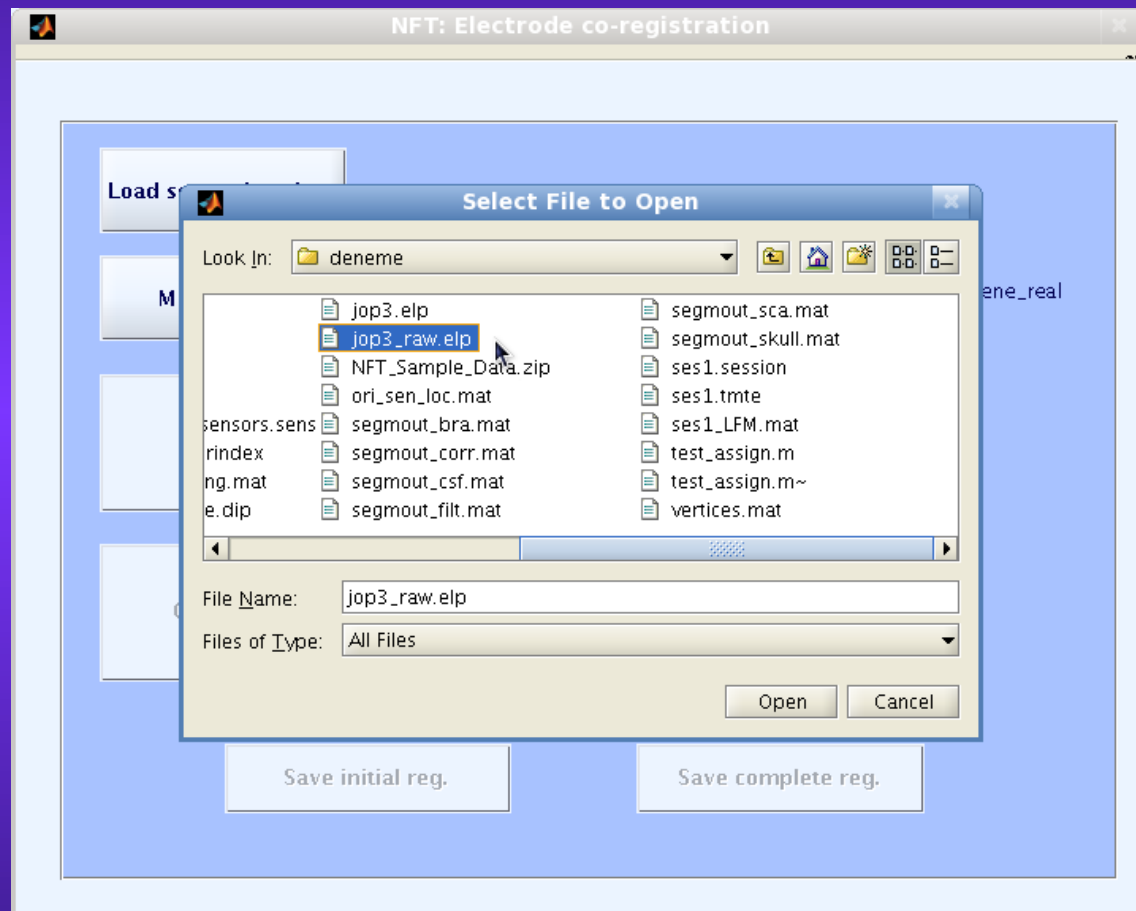 NFT: Electrode co-registration
Load
Select File to Open
Look In: deneme
M
ene_real
jop3.elp
segmout_sca.mat
jop3_raw.elp
segmout_skull.mat
NFT_Sample_Data.zip
ses1.session
ori_sen_loc.mat
ses1.tmte
sensors.sens
segmout_bra.mat
ses1_LFM.mat
rindex
segmout_corr.mat
test_assign.m
ng.mat
segmout_csf.mat
test_assign.m~
e.dip
segmout_filt.mat
vertices.mat
File Name: jop3_raw.elp
Files of Type: All Files
Open
Cancel
Save initial reg.
Save complete reg.